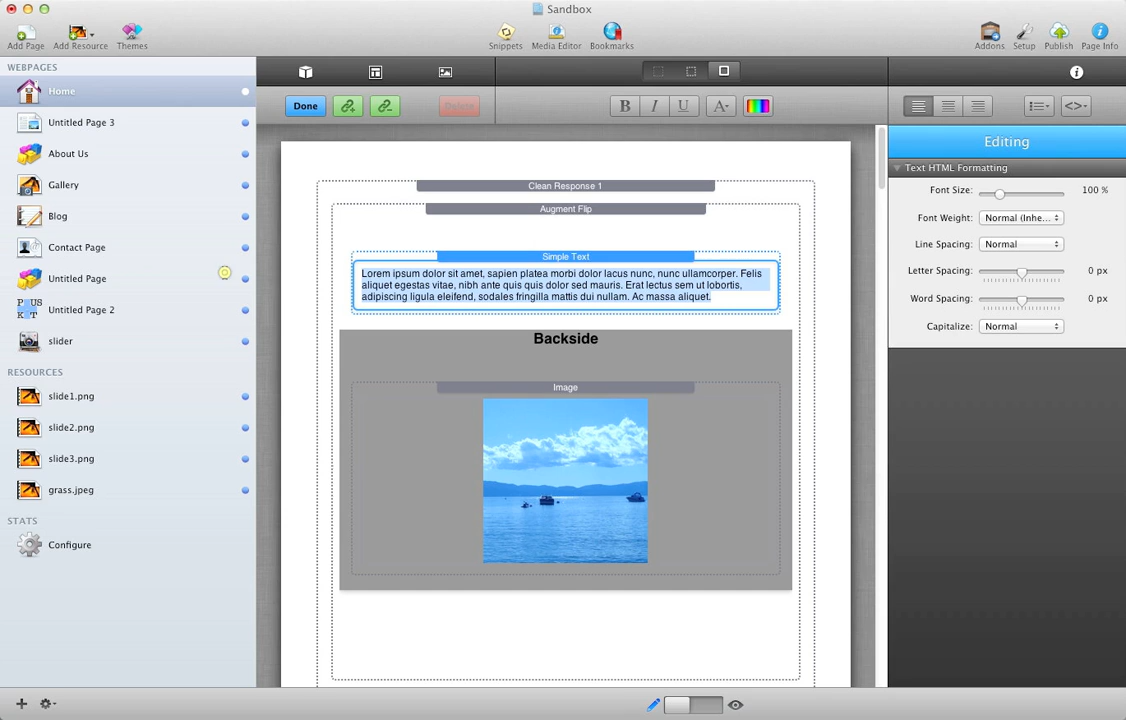 Sandbox
Add Page
Add Resource
Themes
Snippets
Media Editor
Bookmarks
Addons
Setup
Publish
Page Info
WEBPAGES
Home
Untitled Page 3
About Us
Gallery
Blog
Contact Page
Untitled Page
Untitled Page 2
slider
RESOURCES
slide1.png
slide2.png
slide3.png
grass.jpeg
STATS
Configure
Done
Delete
B I U A
<>
Clean Response 1
Augment Flip
Simple Text
Lorem ipsum dolor sit amet, sapien platea morbi dolor lacus nunc, nunc ullamcorper. Felis
aliquet egestas vitae, nibh ante quis quis dolor sed mauris. Erat lectus sem ut lobortis,
adipiscing ligula eleifend, sodales fringilla mattis dui nullam. Ac massa aliquet.
Backside
Image
Editing
Text HTML Formatting
Font Size: 100 %
Font Weight: Normal (Inhe...
Line Spacing: Normal
Letter Spacing: 0 px
Word Spacing: 0 px
Capitalize: Normal